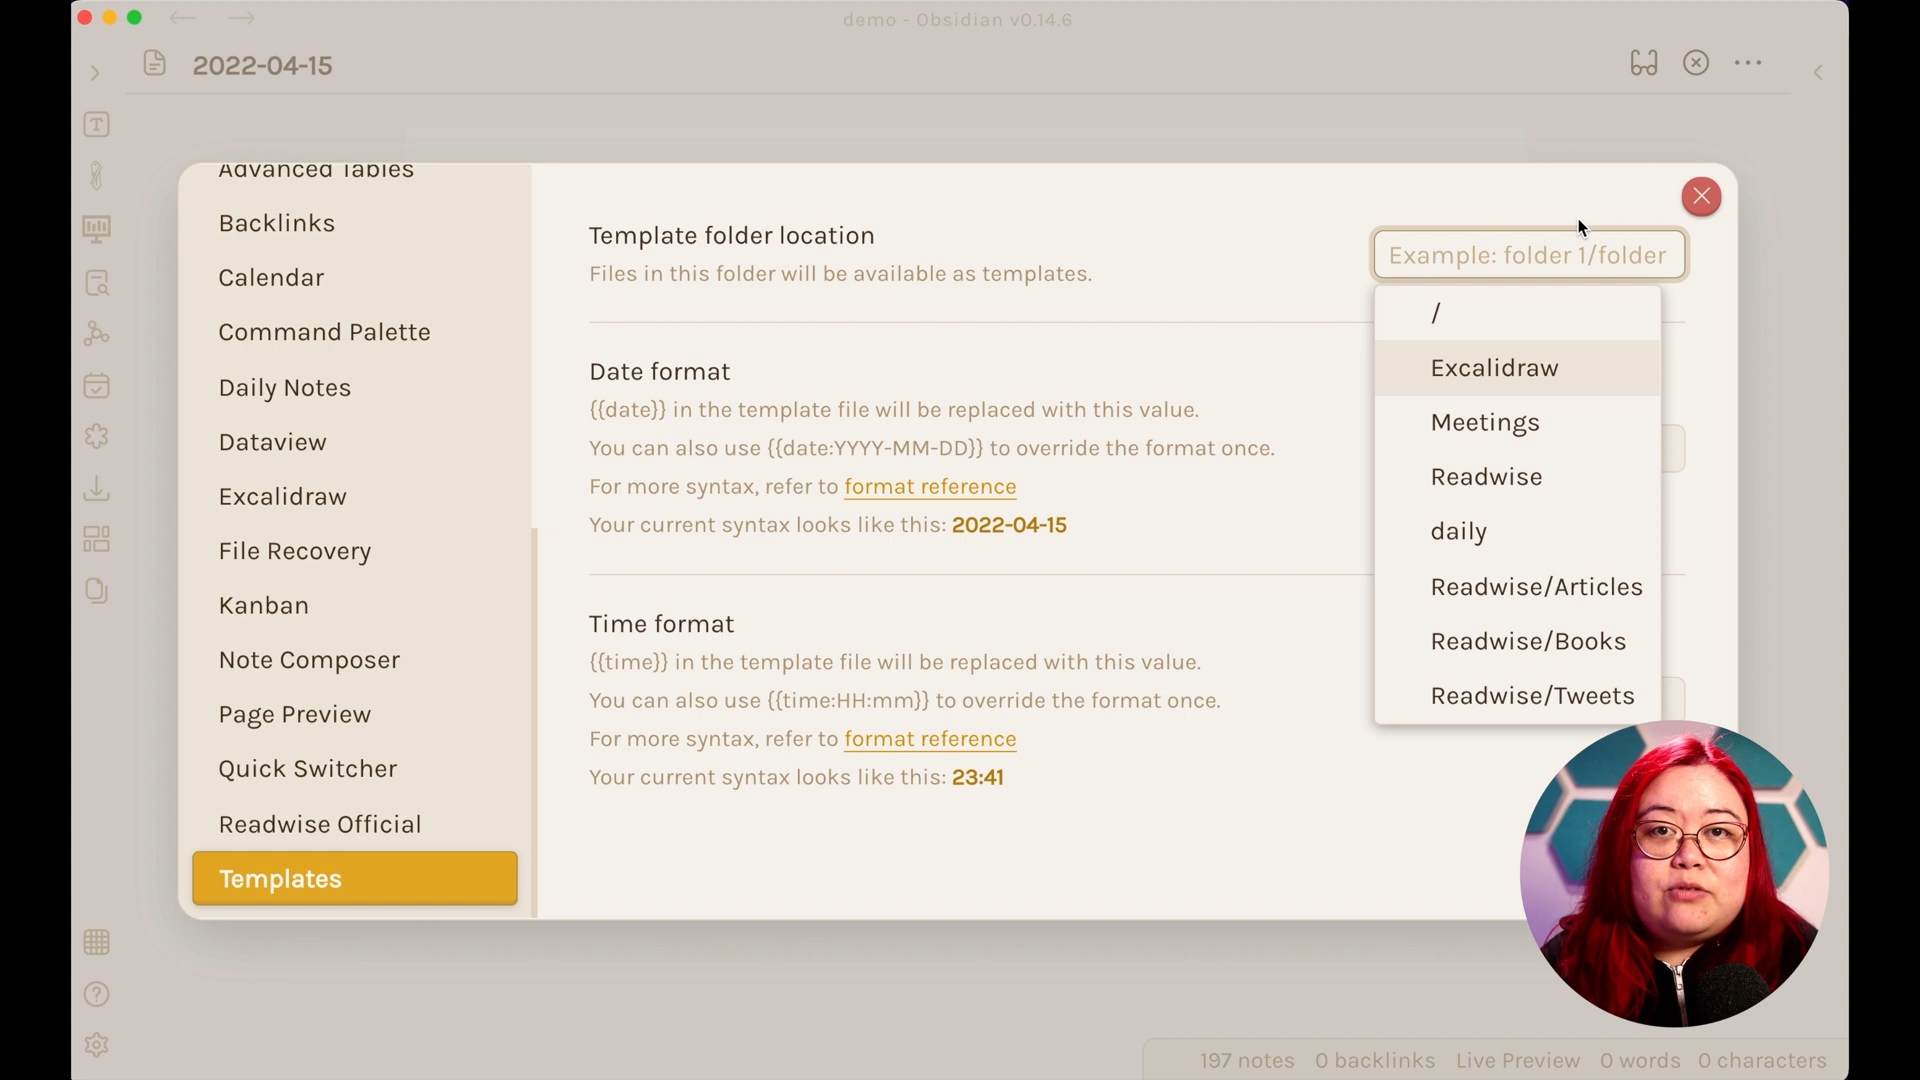 demo - Obsidian v0.14.6
2022-04-15
Advanced Tables
Backlinks
Calendar
Command Palette
Daily Notes
Dataview
Excalidraw
File Recovery
Kanban
Note Composer
Page Preview
Quick Switcher
Readwise Official
Templates
Template folder location
Files in this folder will be available as templates.
Example: folder 1/folder
/
Excalidraw
Meetings
Readwise
daily
Readwise/Articles
Readwise/Books
Readwise/Tweets
Date format
{{date}} in the template file will be replaced with this value.
You can also use {{date:YYYY-MM-DD}} to override the format once.
For more syntax, refer to format reference
Your current syntax looks like this: 2022-04-15
Time format
{{time}} in the template file will be replaced with this value.
You can also use {{time:HH:mm}} to override the format once.
For more syntax, refer to format reference
Your current syntax looks like this: 23:41
197 notes 0 backlinks Live Preview 0 words 0 characters